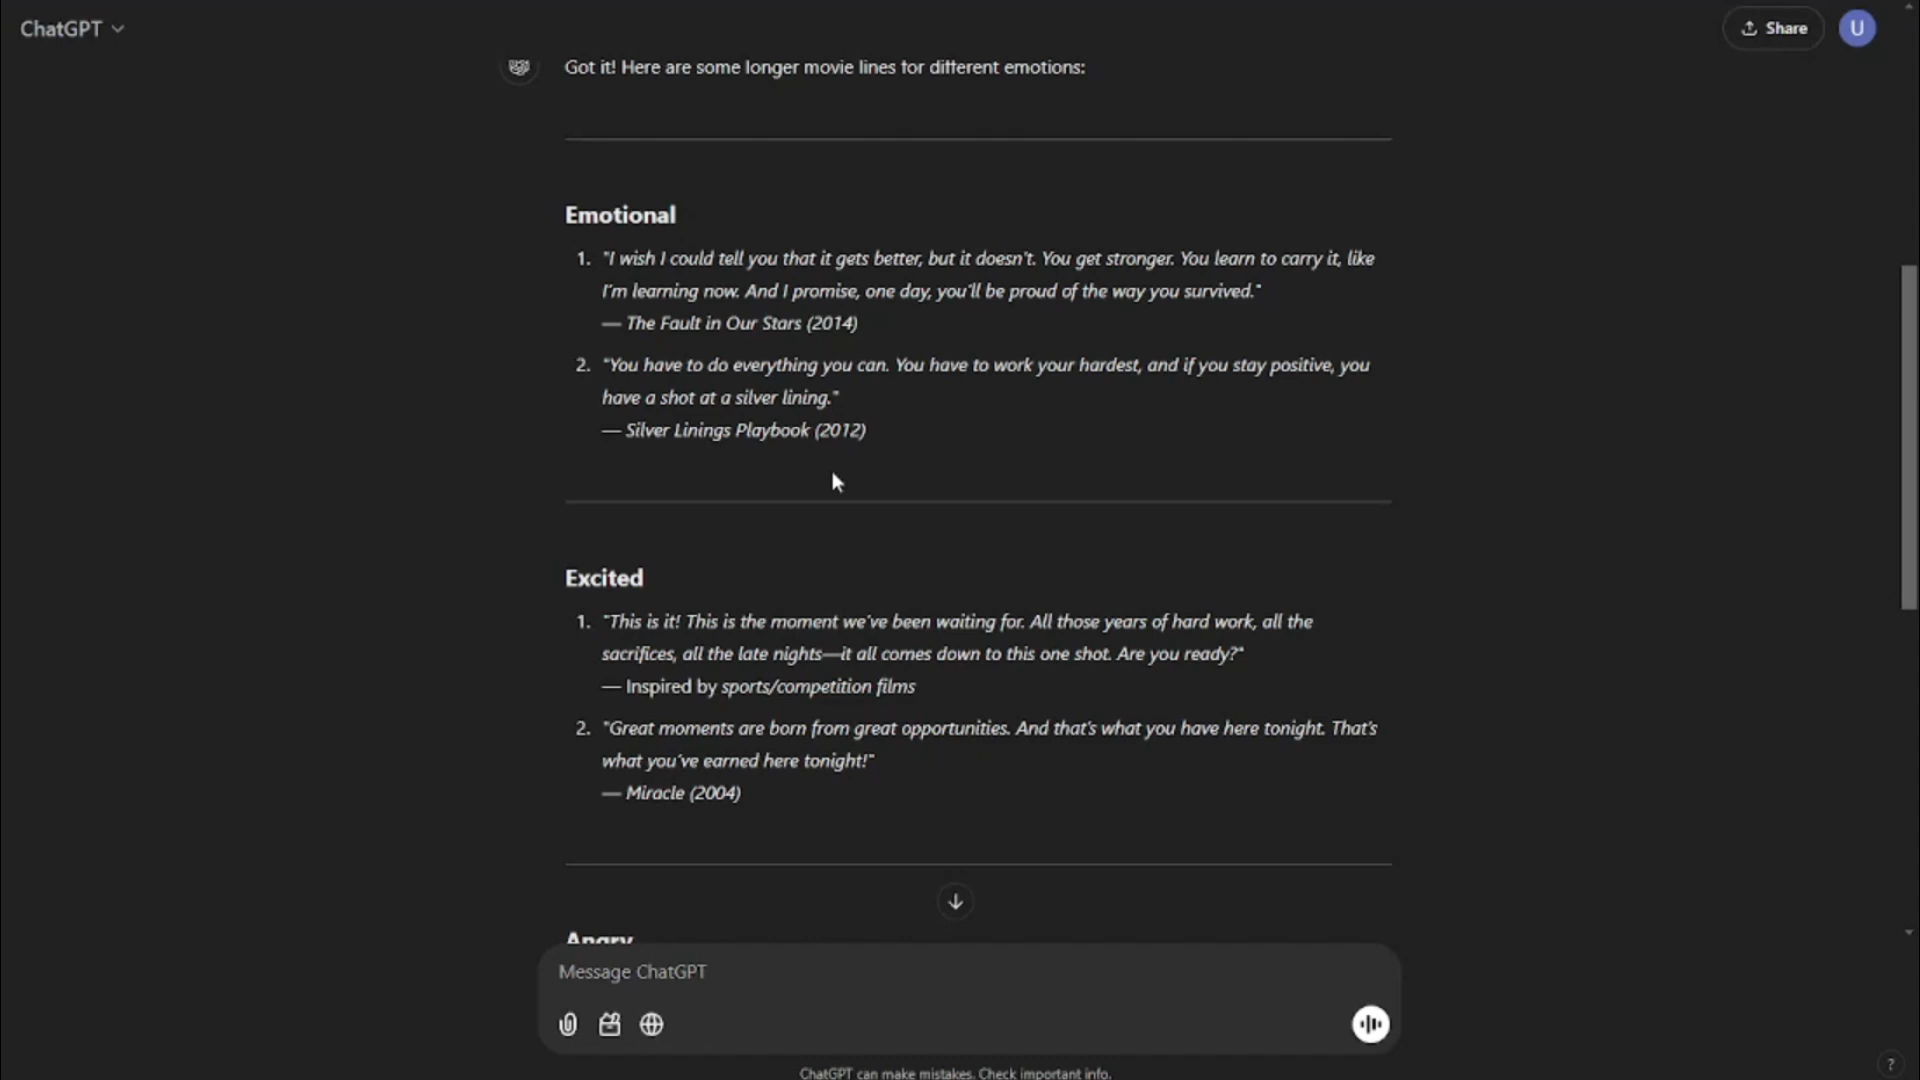 ChatGPT
Share
U
Got it! Here are some longer movie lines for different emotions:
Emotional
1. "I wish I could tell you that it gets better, but it doesn't. You get stronger. You learn to carry it, like
I'm learning now. And I promise, one day, you'll be proud of the way you survived."
— The Fault in Our Stars (2014)
2. "You have to do everything you can. You have to work your hardest, and if you stay positive, you
have a shot at a silver lining."
— Silver Linings Playbook (2012)
Excited
1. "This is it! This is the moment we've been waiting for. All those years of hard work, all the
sacrifices, all the late nights—it all comes down to this one shot. Are you ready?"
— Inspired by sports/competition films
2. "Great moments are born from great opportunities. And that's what you have here tonight. That's
what you've earned here tonight!"
— Miracle (2004)
Angry
Message ChatGPT
ChatGPT can make mistakes. Check important info.
?